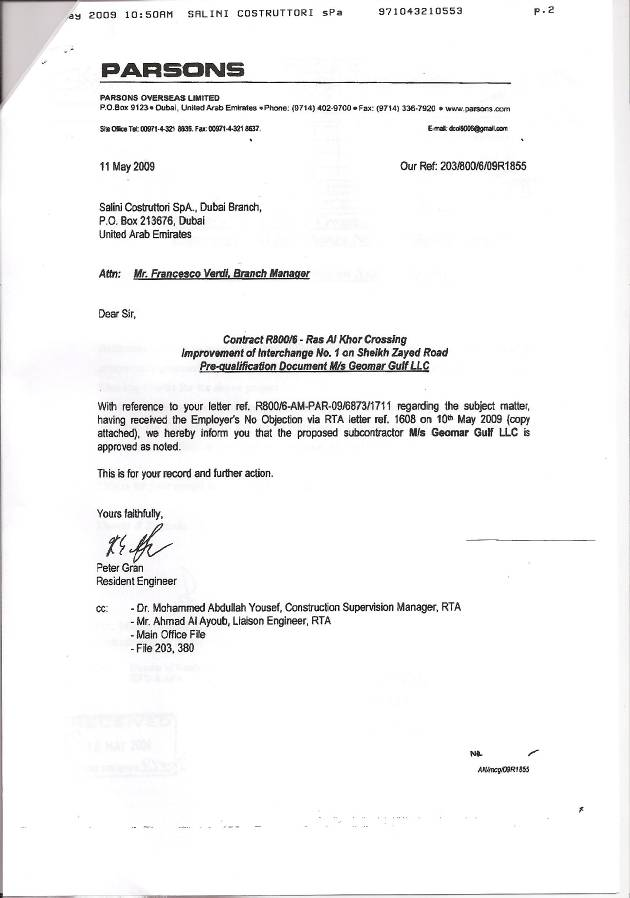 ay 2009 10:50AM SALINI COSTRUTTORI sPa 971043210553 p.2
PARSONS
PARSONS OVERSEAS LIMITED
P.O.Box 9123 • Dubai, United Arab Emirates • Phone: (9714) 402-9700 • Fax: (9714) 336-7920 • www.parsons.com
Site Office Tel: 00971-4-321 8636. Fax: 00971-4-321 8637. E-mail: dcol6006@gmail.com
11 May 2009 Our Ref: 203/800/6/09R1855
Salini Costruttori SpA., Dubai Branch,
P.O. Box 213676, Dubai
United Arab Emirates
Attn: Mr. Francesco Verdi, Branch Manager
Dear Sir,
Contract R800/6 - Ras Al Khor Crossing
Improvement of Interchange No. 1 on Sheikh Zayed Road
Pre-qualification Document M/s Geomar Gulf LLC
With reference to your letter ref. R800/6-AM-PAR-09/6873/1711 regarding the subject matter,
having received the Employer's No Objection via RTA letter ref. 1608 on 10th May 2009 (copy
attached), we hereby inform you that the proposed subcontractor M/s Geomar Gulf LLC is
approved as noted.
This is for your record and further action.
Yours faithfully,
Peter Gran
Resident Engineer
cc: - Dr. Mohammed Abdullah Yousef, Construction Supervision Manager, RTA
- Mr. Ahmad Al Ayoub, Liaison Engineer, RTA
- Main Office File
- File 203, 380
RECEIVED
MAY 2009
AN/mcg/09R1855